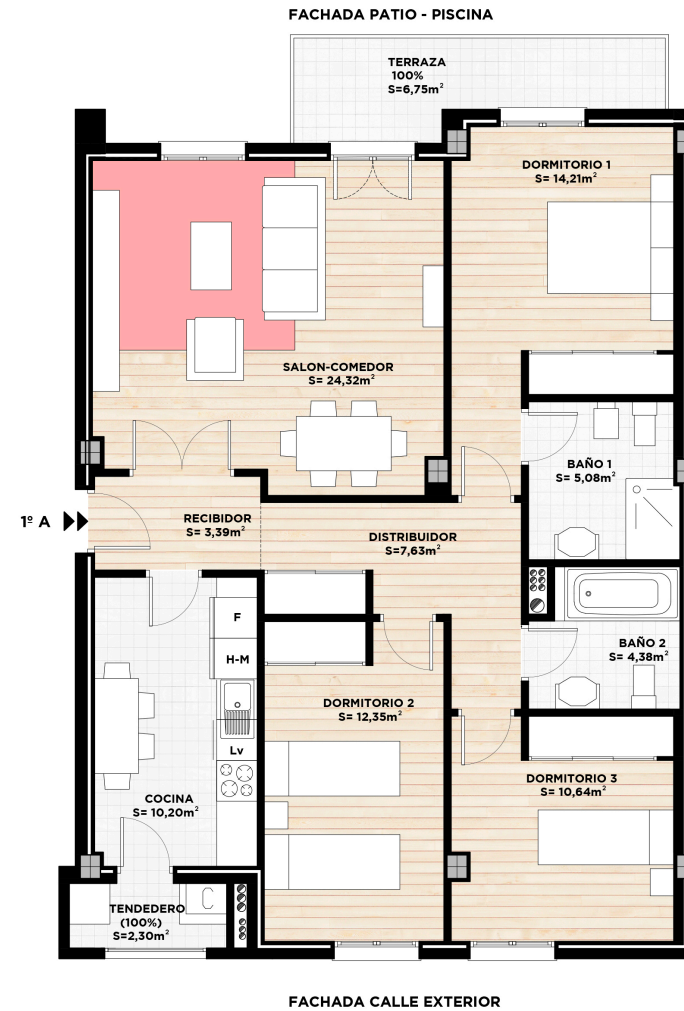 FACHADA PATIO - PISCINA
TERRAZA
100%
S=6,75m²
DORMITORIO 1
S= 14,21m²
SALON-COMEDOR
S= 24,32m²
BAÑO 1
S= 5,08m²
1º A
RECIBIDOR
S= 3,39m²
DISTRIBUIDOR
S=7,63m²
F
H-M
BAÑO 2
S= 4,38m²
DORMITORIO 2
S= 12,35m²
Lv
DORMITORIO 3
S= 10,64m²
COCINA
S= 10,20m²
TENDEDERO
(100%)
S=2,30m²
FACHADA CALLE EXTERIOR